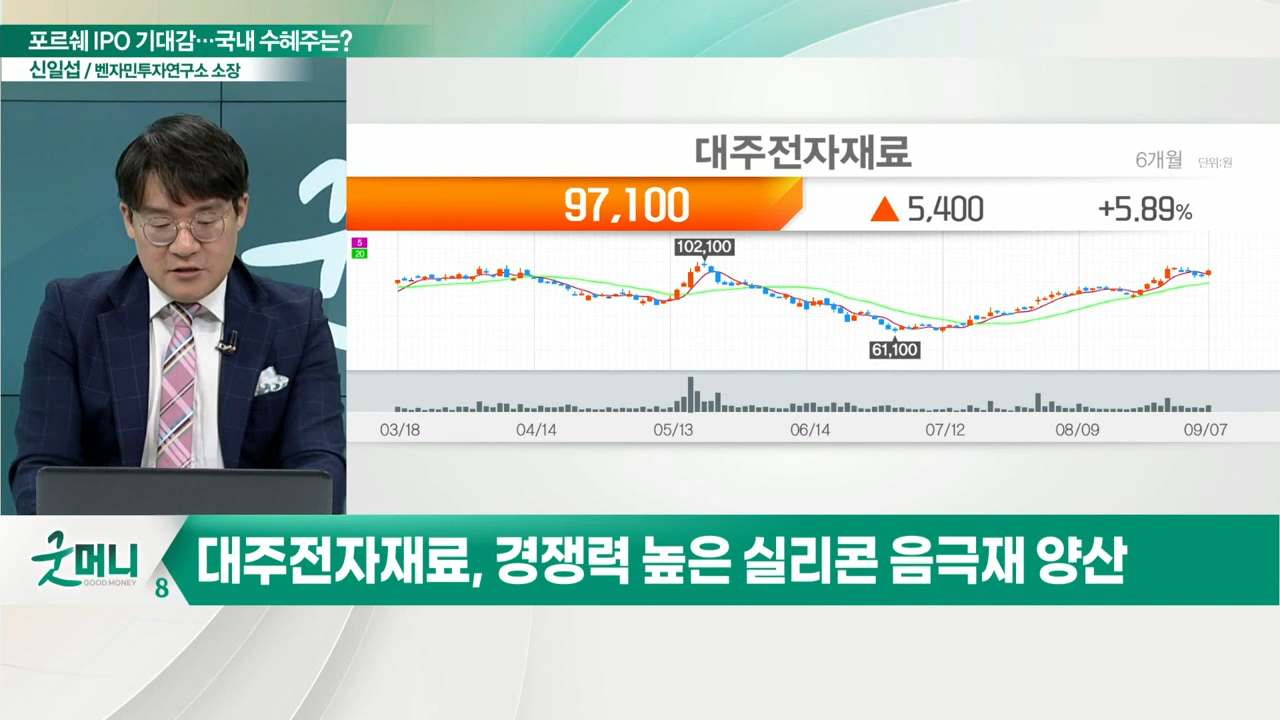 포르쉐 IPO 기대감…국내 수혜주는?
신일섭 / 벤자민투자연구소 소장
대주전자재료
6개월 단위:원
97,100 ▲ 5,400 +5.89%
5
20
102,100
61,100
03/18 04/14 05/13 06/14 07/12 08/09 09/07
굿머니
GOOD MONEY
8
대주전자재료, 경쟁력 높은 실리콘 음극재 양산